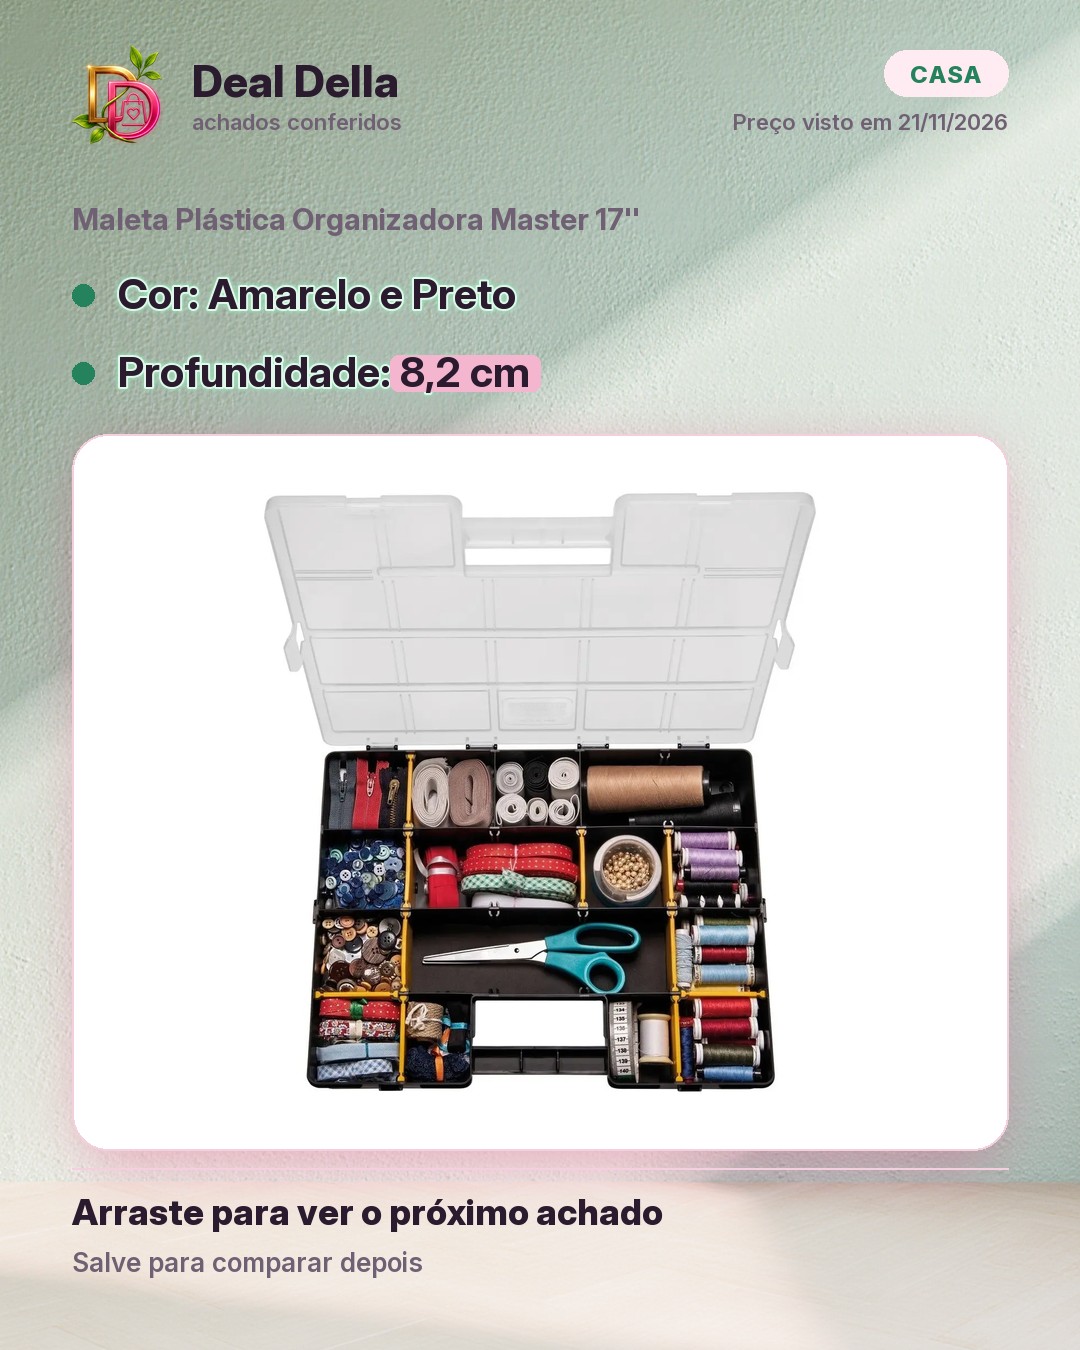 Deal Della
achados conferidos
CASA
Preço visto em 21/11/2026
Maleta Plástica Organizadora Master 17''
Cor: Amarelo e Preto
Profundidade: 8,2 cm
Arraste para ver o próximo achado
Salve para comparar depois